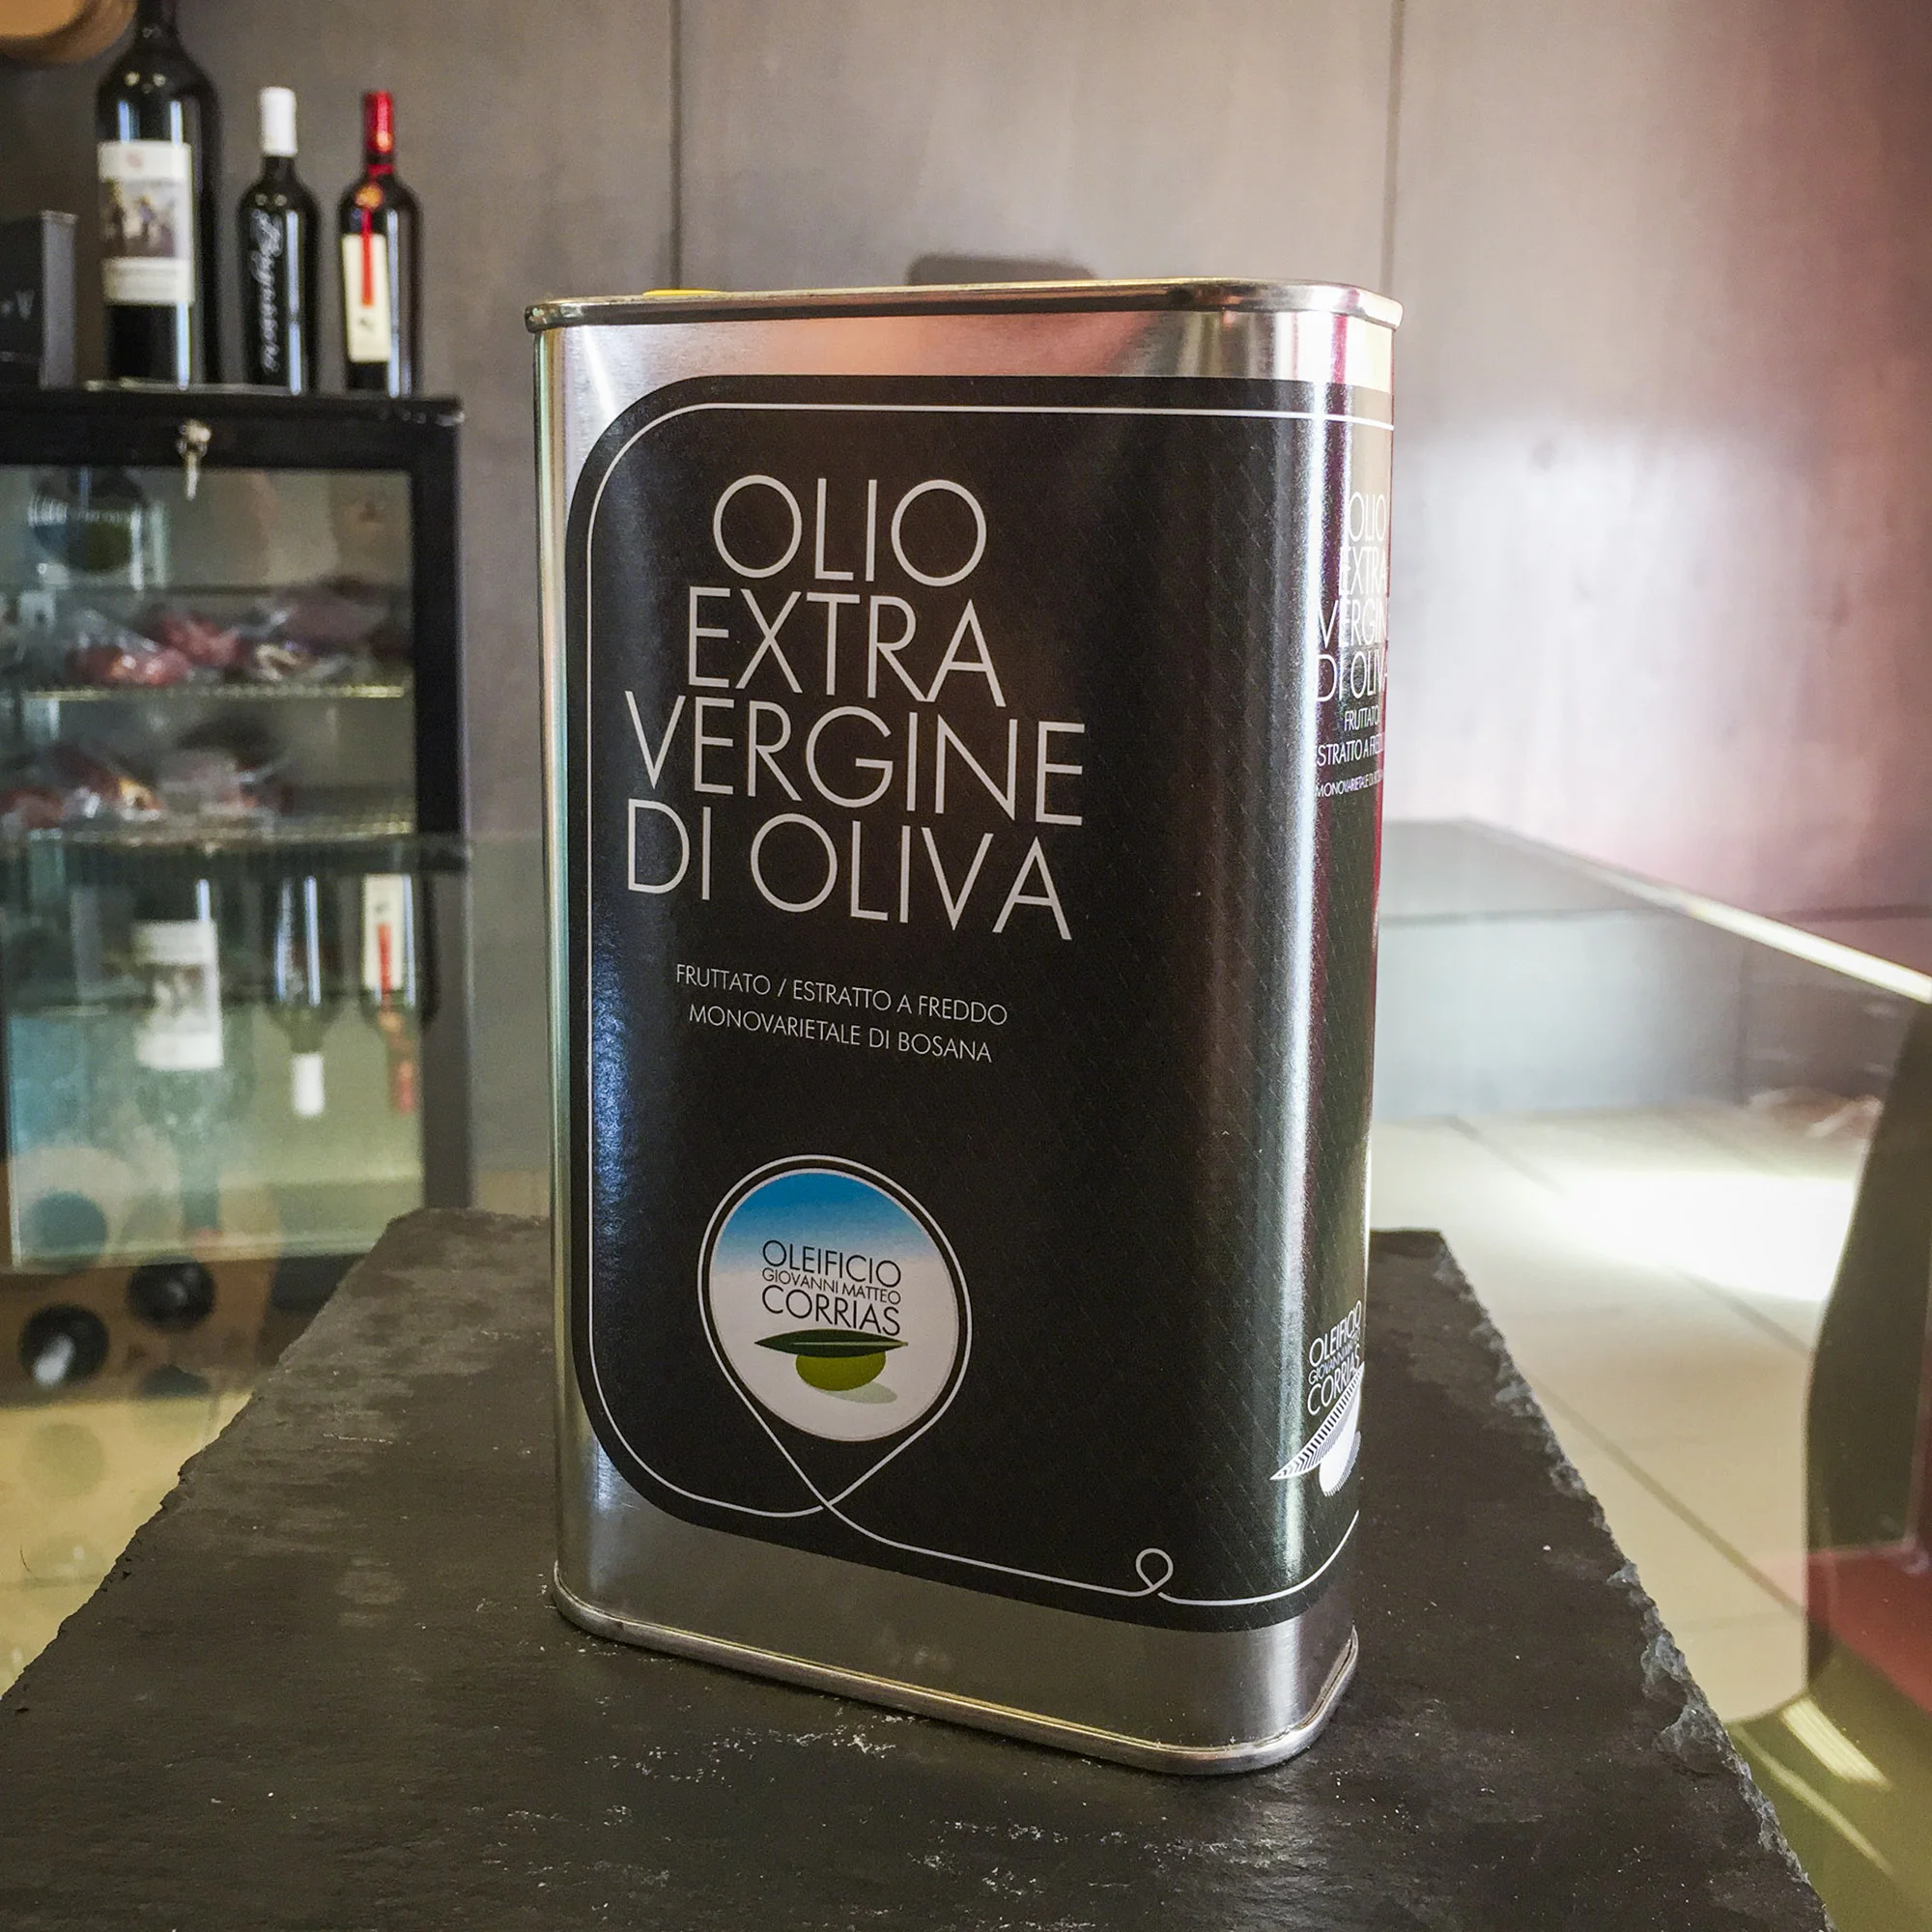 OLIO
EXTRA
VERGINE
DI OLIVA
FRUTTATO / ESTRATTO A FREDDO
MONOVARIETALE DI BOSANA
OLEIFICIO
GIOVANNI MATTEO
CORRIAS
OLIO
EXTRA
VERGINE
DI OLIVA
FRUTTATO
ESTRATTO A
MONOVARIETALE
OLEIFICIO
CORRIAS